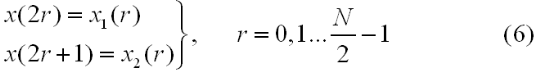 x(2r) = x₁(r)
x(2r+1) = x₂(r) } , r = 0,1... N/2 −1 (6)